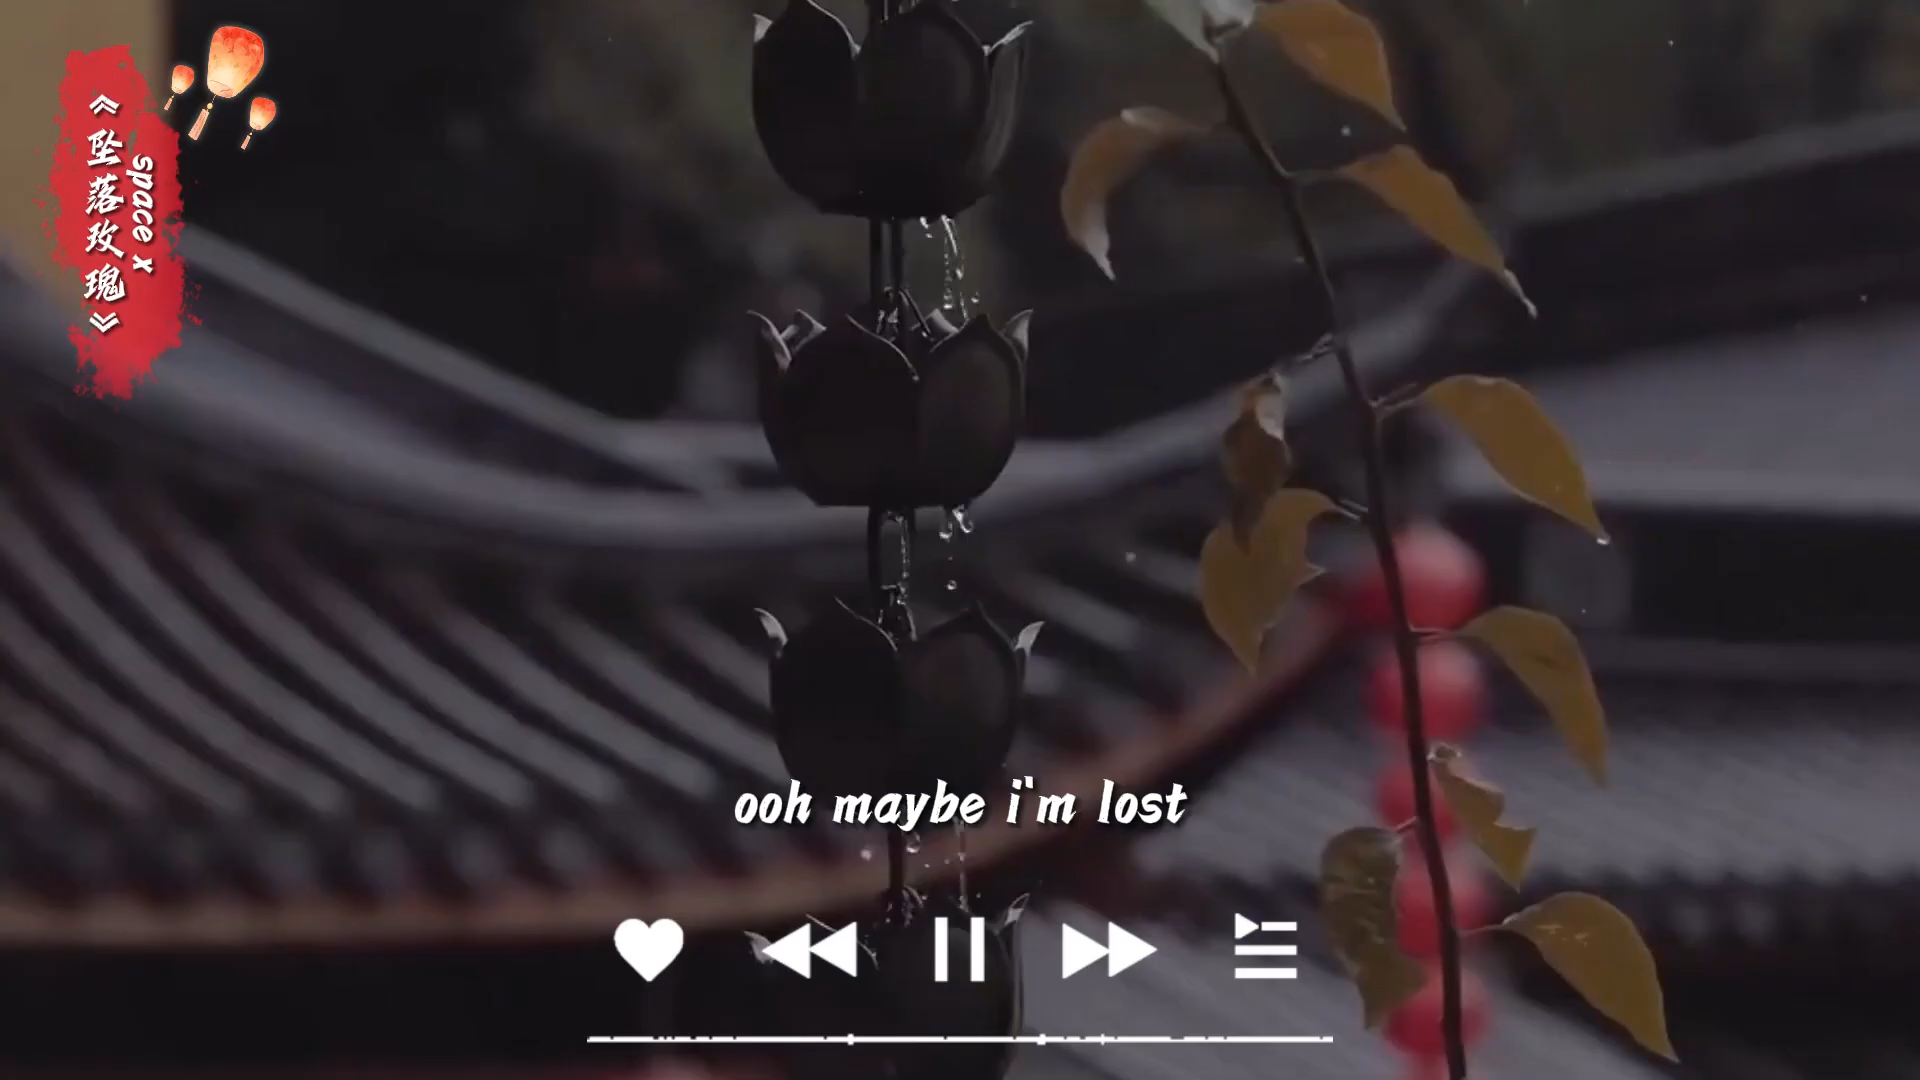 《坠落玫瑰》
space x
ooh maybe i'm lost